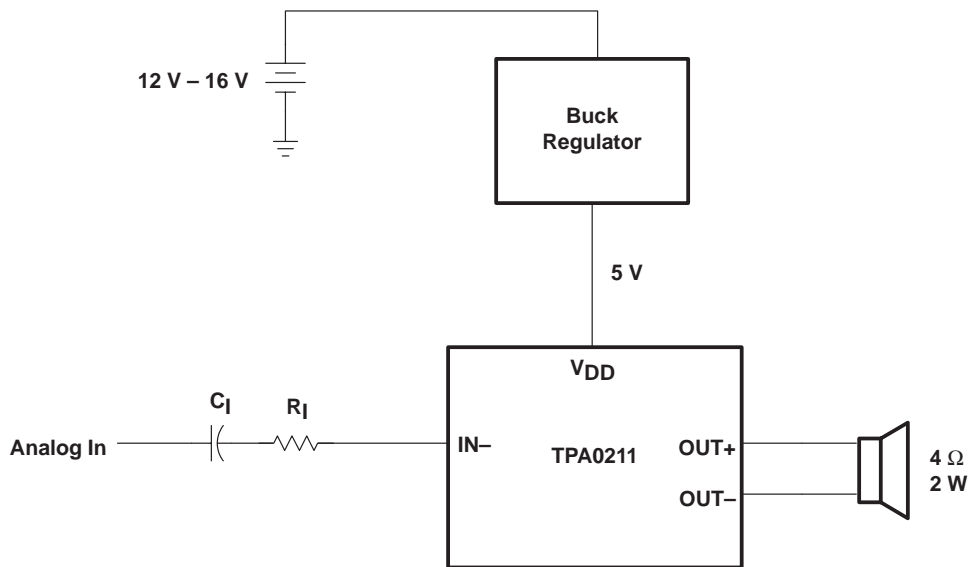 12 V – 16 V
Buck
Regulator
5 V
VDD
CI
RI
Analog In
IN–
TPA0211
OUT+
OUT–
4 Ω
2 W